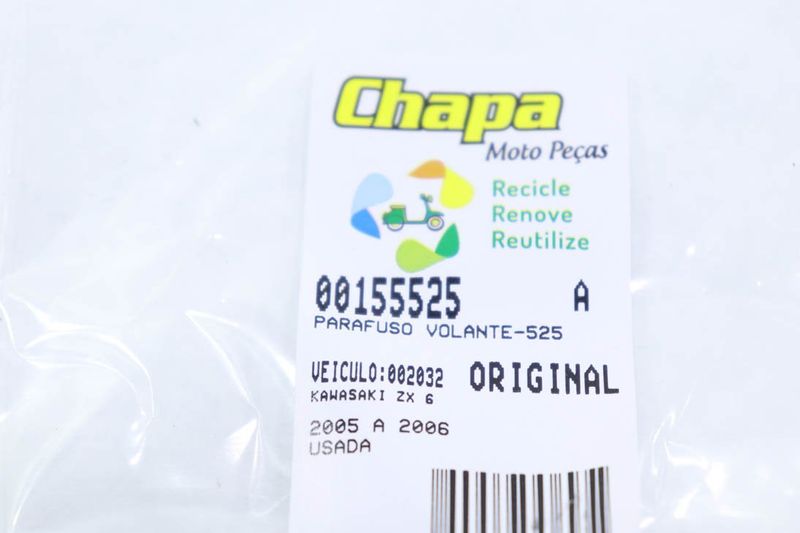 Chapa
Moto Peças
Recicle
Renove
Reutilize
00155525 A
PARAFUSO VOLANTE-525
VEICULO:002032 ORIGINAL
KAWASAKI ZX 6
2005 A 2006
USADA